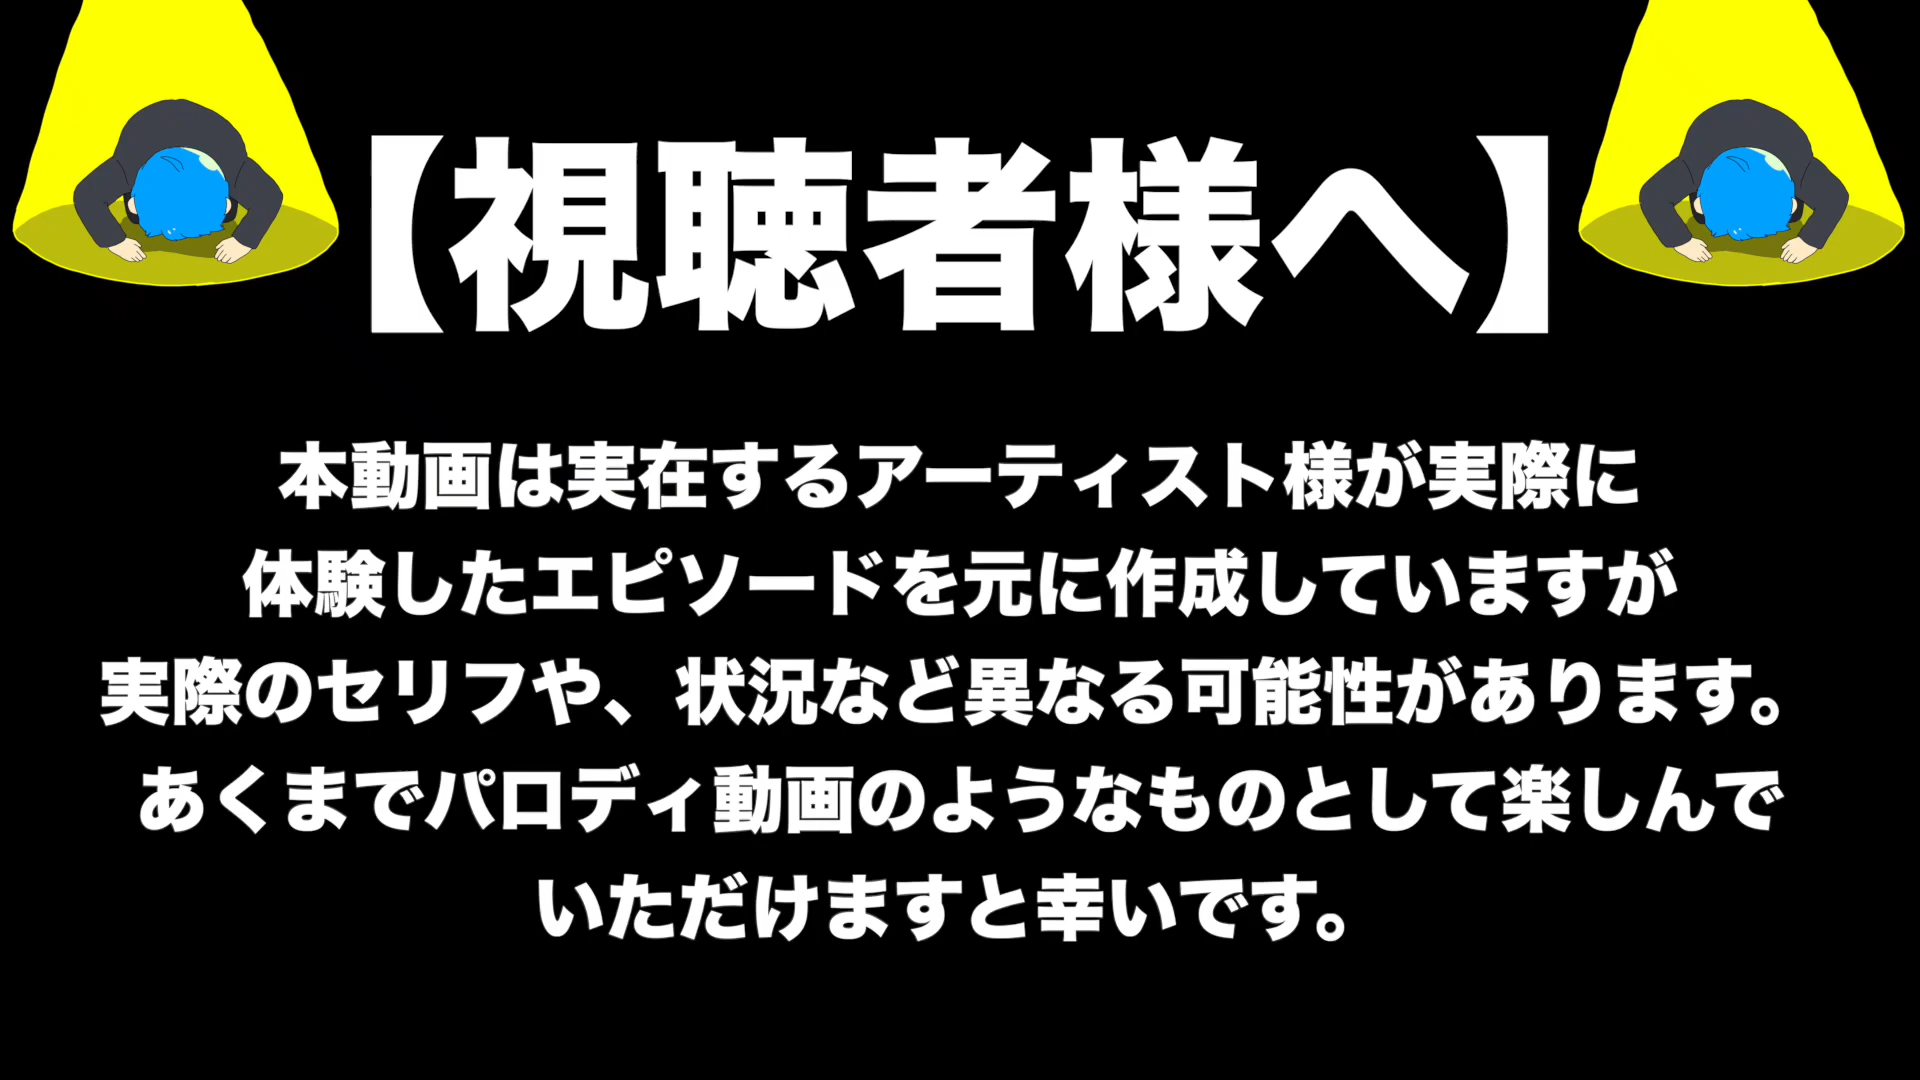 【視聴者様へ】
本動画は実在するアーティスト様が実際に
体験したエピソードを元に作成していますが
実際のセリフや、状況など異なる可能性があります。
あくまでパロディ動画のようなものとして楽しんで
いただけますと幸いです。